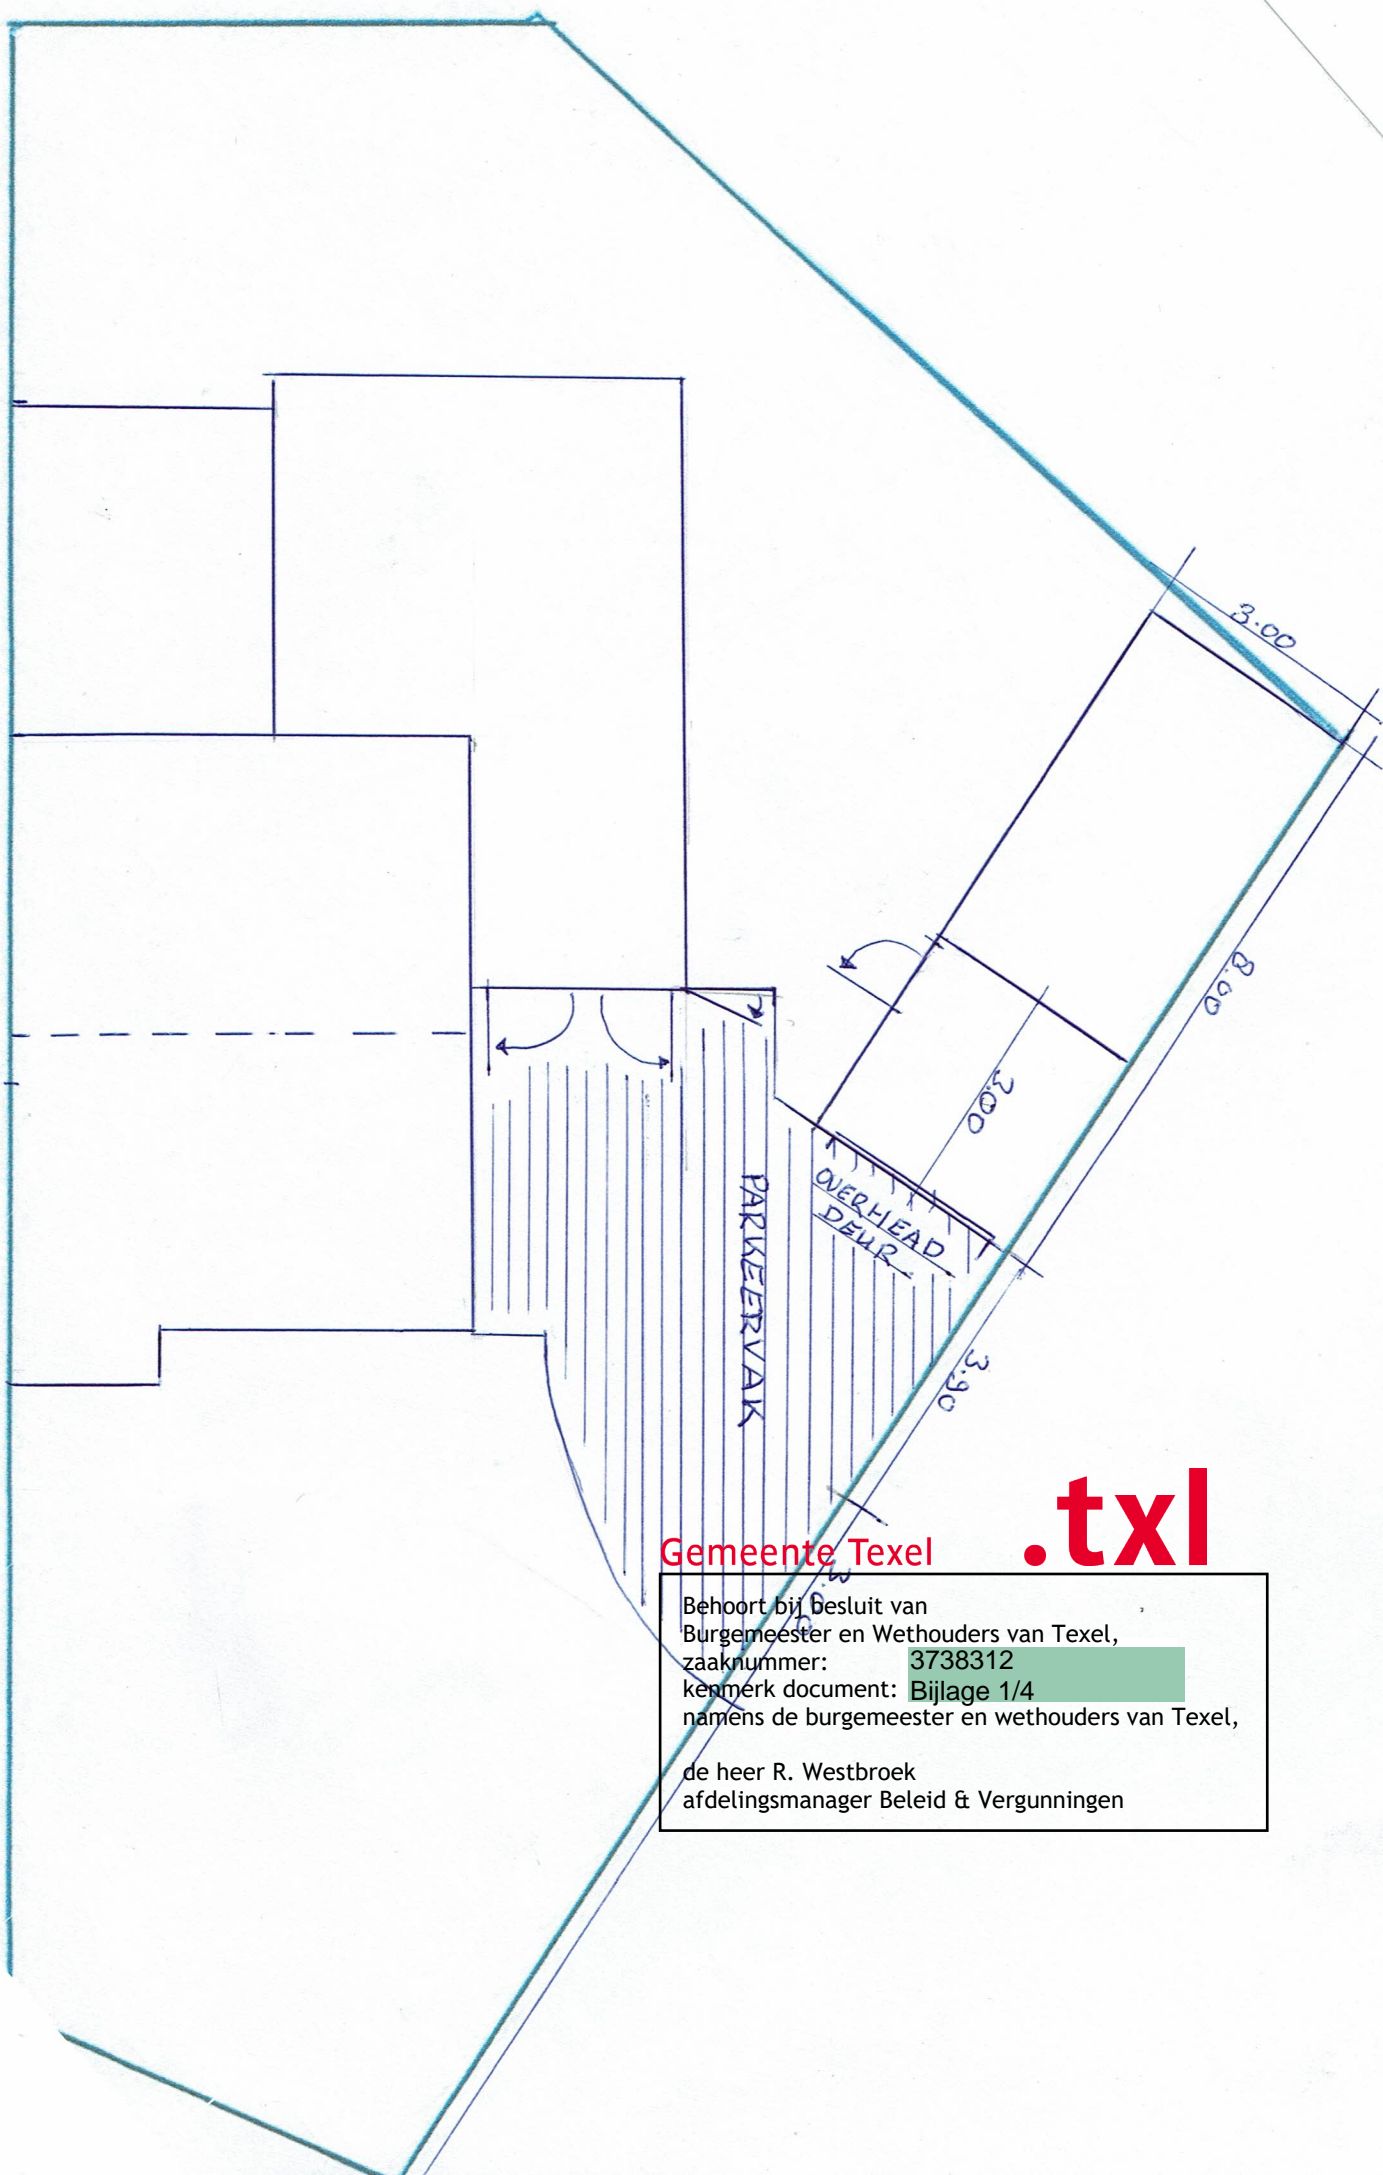 3.00
8.00
3.00
OVERHEAD
DEUR
PARKEERVAK
3.90
3.00
.txl
Gemeente Texel
Behoort bij besluit van
Burgemeester en Wethouders van Texel,
zaaknummer: 3738312
kenmerk document: Bijlage 1/4
namens de burgemeester en wethouders van Texel,
de heer R. Westbroek
afdelingsmanager Beleid & Vergunningen